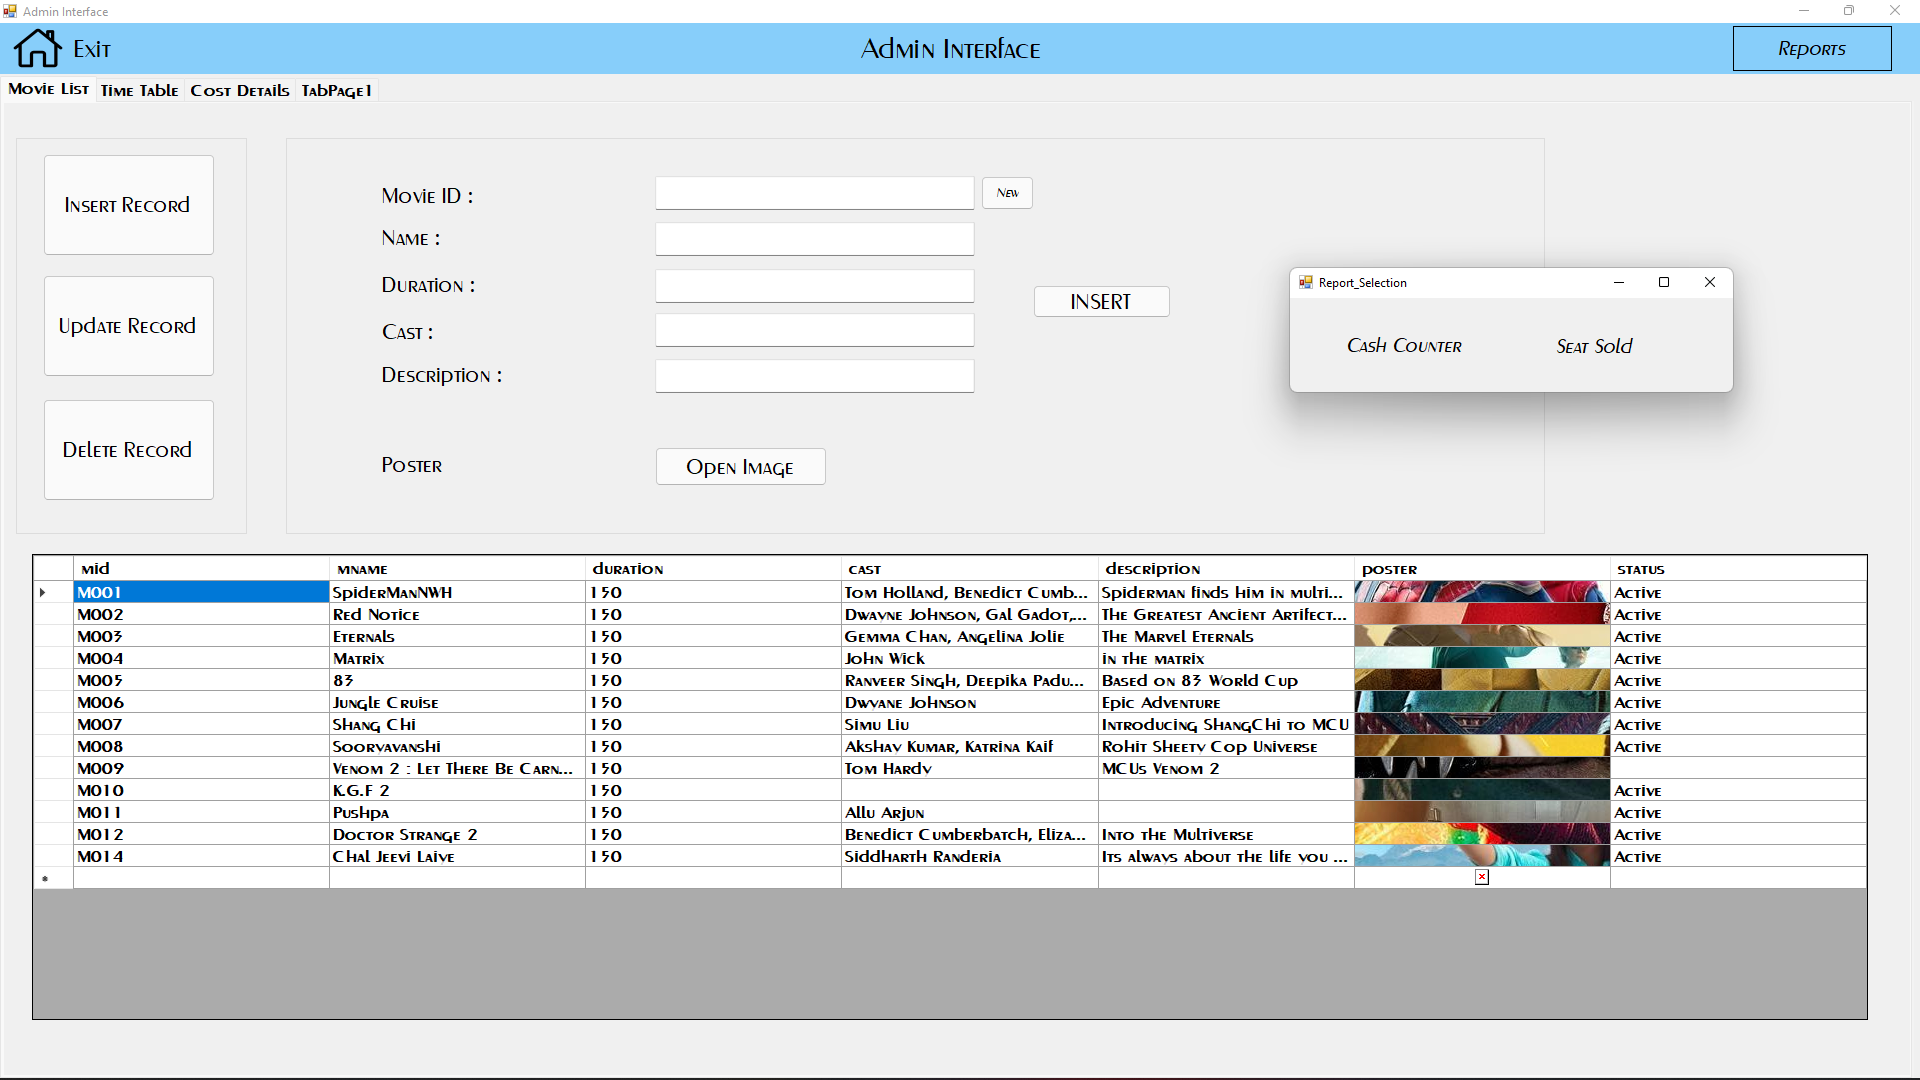 Admin Interface
Exit
Admin Interface
Reports
Movie List
Time Table
Cost Details
TabPage1
Insert Record
Update Record
Delete Record
Movie ID :
New
Name :
Duration :
INSERT
Cast :
Description :
Poster
Open Image
Report_Selection
Cash Counter
Seat Sold
mid mname duration cast description poster status
M001 SpiderManNWH 150 Tom Holland, Benedict Cumb... Spiderman finds him in multi... Active
M002 Red Notice 150 Dwayne Johnson, Gal Gadot,... The Greatest Ancient Artifect... Active
M003 Eternals 150 Gemma Chan, Angelina Jolie The Marvel Eternals Active
M004 Matrix 150 John Wick in the matrix Active
M005 83 150 Ranveer Singh, Deepika Padu... Based on 83 World Cup Active
M006 Jungle Cruise 150 Dwyane Johnson Epic Adventure Active
M007 Shang Chi 150 Simu Liu Introducing ShangChi to MCU Active
M008 Sooryavanshi 150 Akshay Kumar, Katrina Kaif Rohit Sheety Cop Universe Active
M009 Venom 2 : Let There Be Carn... 150 Tom Hardy MCUs Venom 2
M010 K.G.F 2 150 Active
M011 Pushpa 150 Allu Arjun Active
M012 Doctor Strange 2 150 Benedict Cumberbatch, Eliza... Into the Multiverse Active
M014 Chal Jeevi Laiye 150 Siddharth Randeria Its always about the life you ... Active